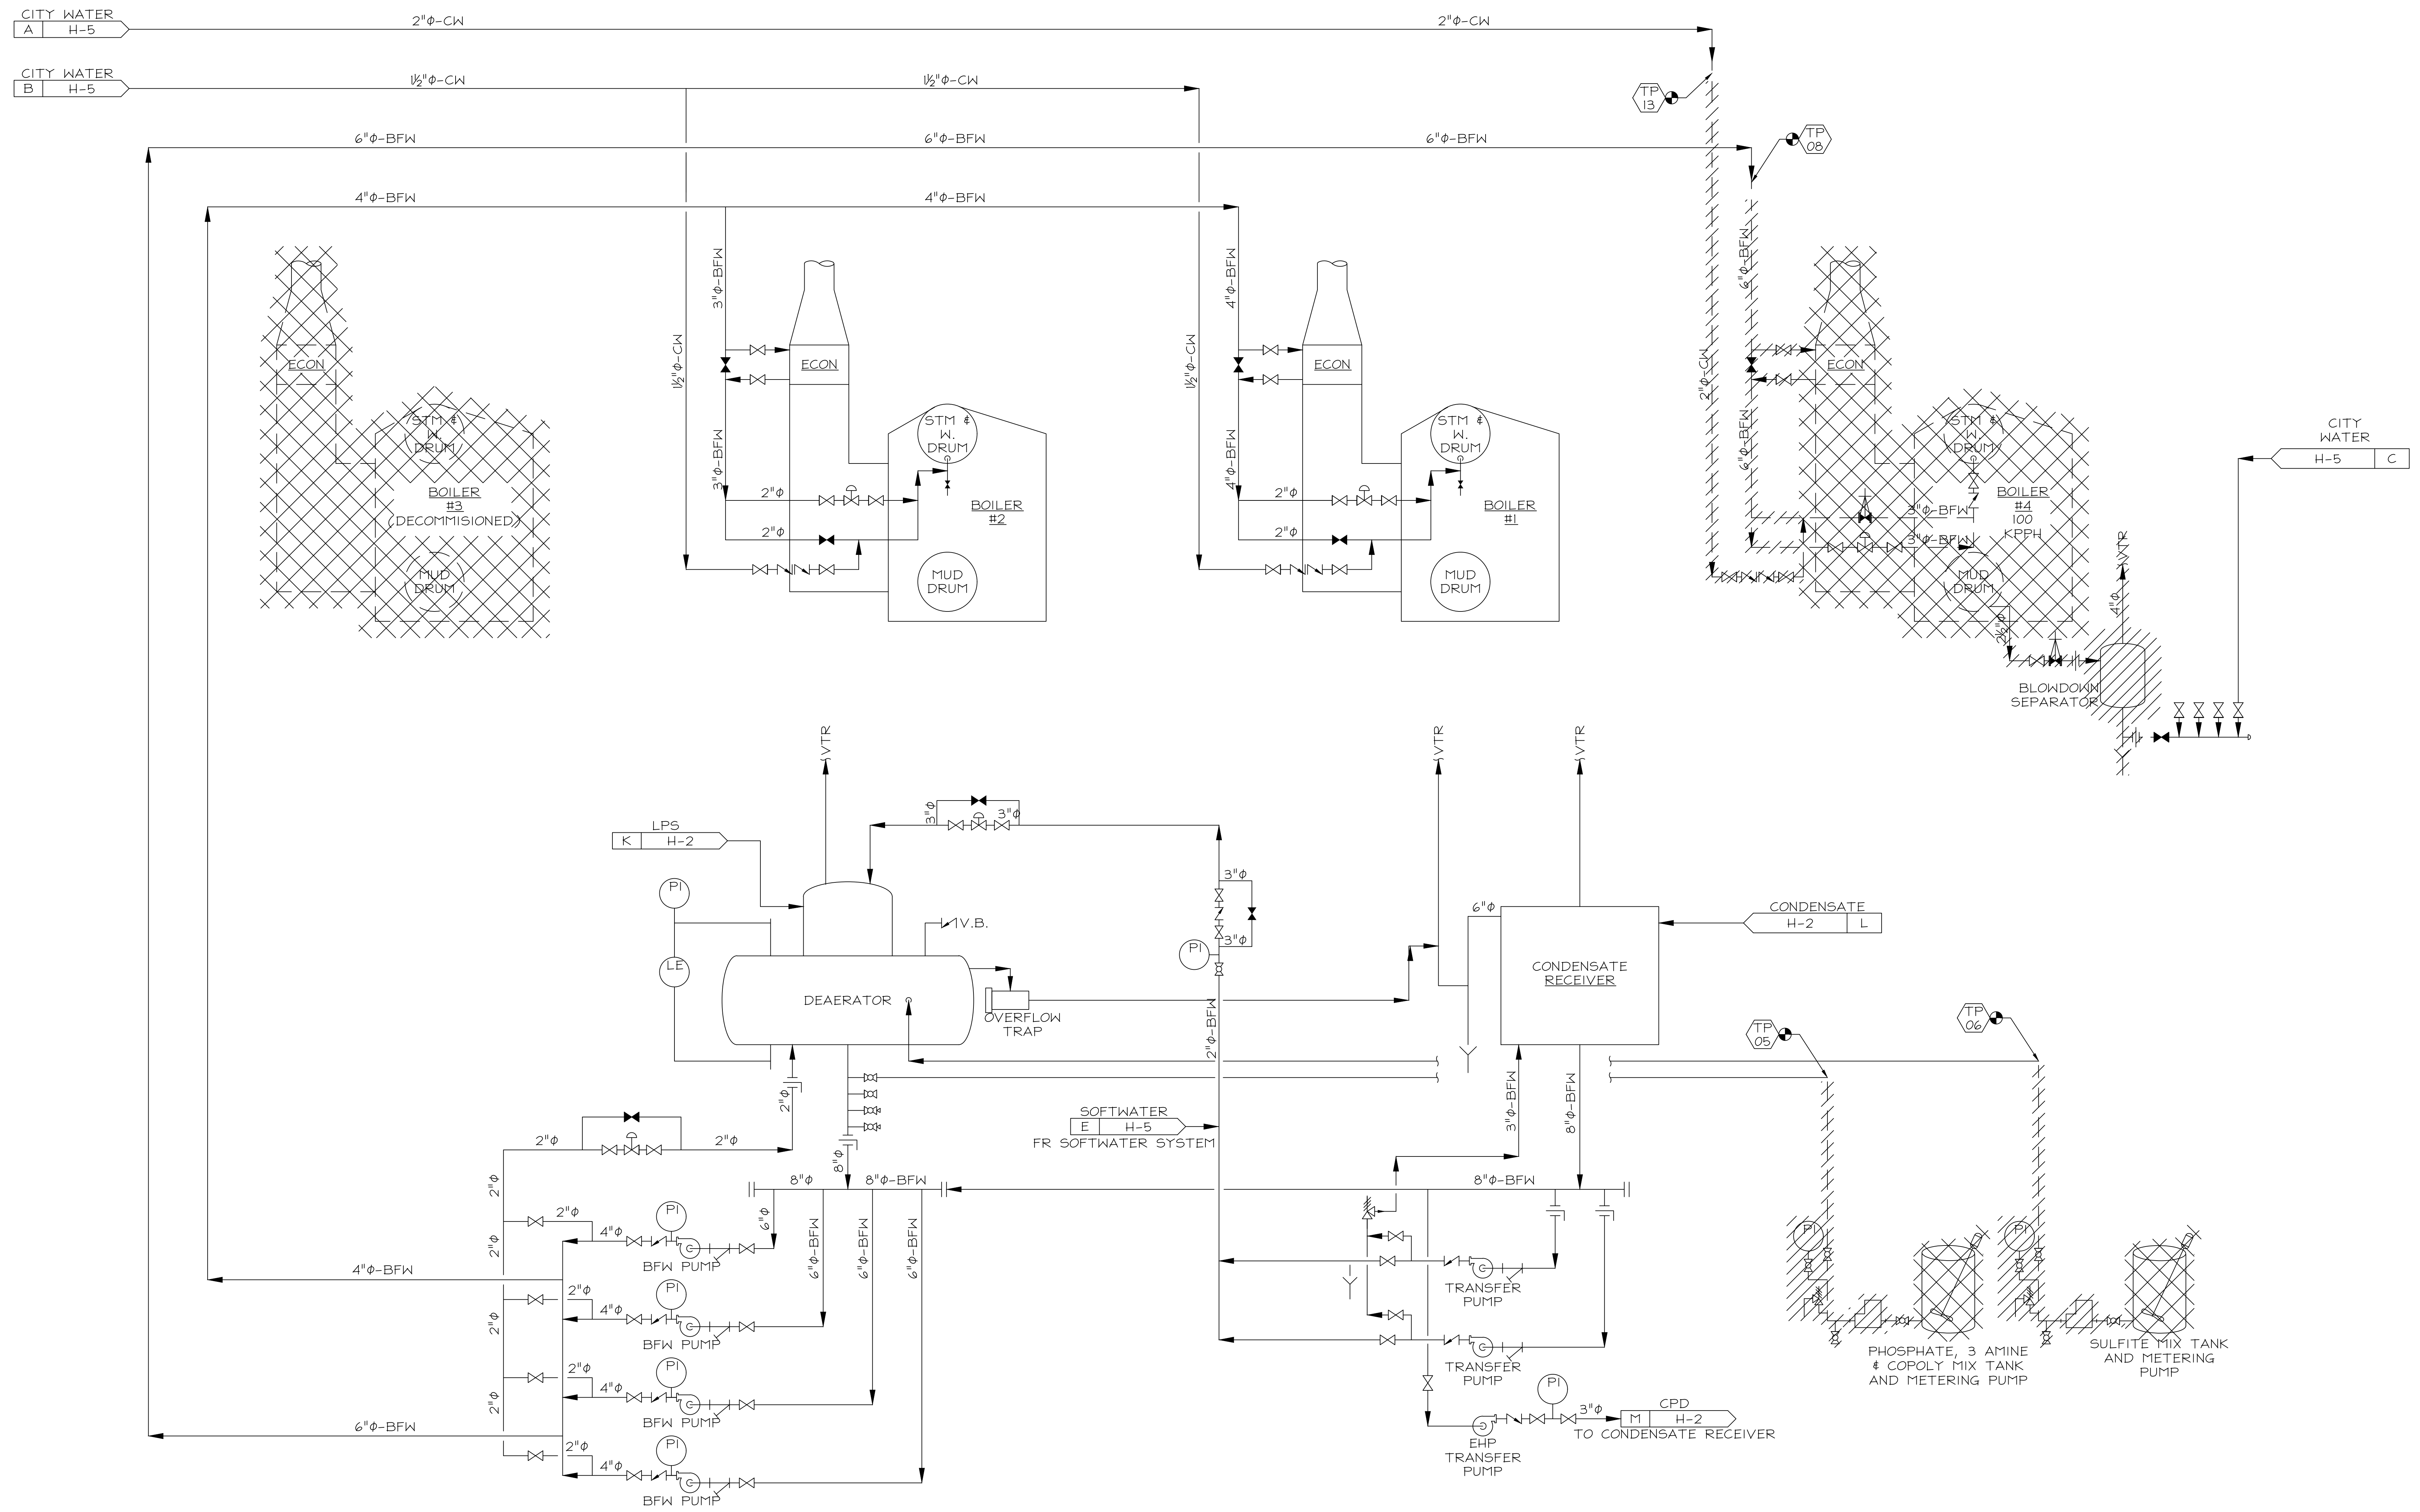 CITY WATER
A H-5
2"Φ-CW
2"Φ-CW
CITY WATER
B H-5
1½"Φ-CW
1½"Φ-CW
TP
13
TP
08
6"Φ-BFW
6"Φ-BFW
6"Φ-BFW
4"Φ-BFW
4"Φ-BFW
3"Φ-BFW
4"Φ-BFW
6"Φ-BFW
1½"Φ-CW
1½"Φ-CW
2"Φ-CW
ECON
ECON
ECON
ECON
STM &
W.
DRUM
STM &
W.
DRUM
STM &
W.
DRUM
STM &
W.
DRUM
3"Φ-BFW
4"Φ-BFW
6"Φ-BFW
CITY
WATER
H-5 C
BOILER
#3
(DECOMMISIONED)
2"Φ
2"Φ
BOILER
#2
2"Φ
2"Φ
BOILER
#1
3"Φ-BFW
3"Φ-BFW
BOILER
#4
100
KPPH
MUD
DRUM
MUD
DRUM
MUD
DRUM
MUD
DRUM
VTR
4"Φ
2½"Φ
BLOWDOWN
SEPARATOR
VTR
VTR
VTR
LPS
K H-2
3"Φ
3"Φ
PI
LE
V.B.
3"Φ
3"Φ
PI
6"Φ
CONDENSATE
H-2 L
DEAERATOR
OVERFLOW
TRAP
CONDENSATE
RECEIVER
2"Φ-BFW
TP
05
TP
06
2"Φ
SOFTWATER
E H-5
FR SOFTWATER SYSTEM
3"Φ-BFW
8"Φ-BFW
2"Φ
2"Φ
8"Φ
8"Φ
8"Φ-BFW
8"Φ-BFW
2"Φ
2"Φ
2"Φ
2"Φ
6"Φ
6"Φ-BFW
6"Φ-BFW
6"Φ-BFW
2"Φ
4"Φ
PI
BFW PUMP
4"Φ-BFW
2"Φ
4"Φ
PI
BFW PUMP
2"Φ
4"Φ
PI
BFW PUMP
6"Φ-BFW
2"Φ
4"Φ
PI
BFW PUMP
TRANSFER
PUMP
TRANSFER
PUMP
PI
3"Φ
EHP
TRANSFER
PUMP
CPD
M H-2
TO CONDENSATE RECEIVER
PI
PI
PHOSPHATE, 3 AMINE
& COPOLY MIX TANK
AND METERING PUMP
SULFITE MIX TANK
AND METERING
PUMP